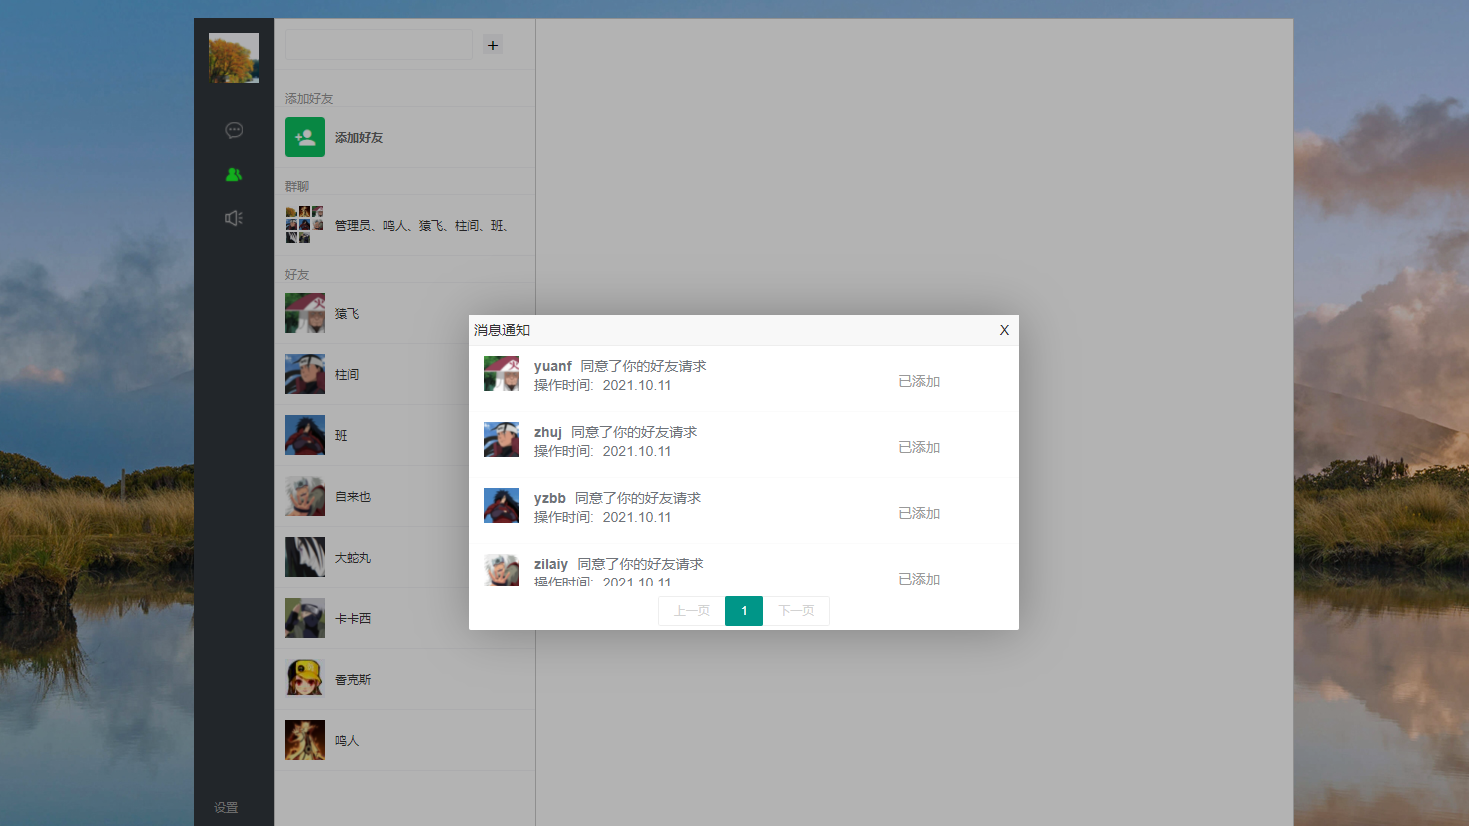 +
添加好友
添加好友
群聊
管理员、鸣人、猿飞、柱间、班、
好友
猿飞
柱间
班
自来也
大蛇丸
卡卡西
香克斯
鸣人
设置
消息通知 X
yuanf 同意了你的好友请求
操作时间: 2021.10.11
已添加
zhuj 同意了你的好友请求
操作时间: 2021.10.11
已添加
yzbb 同意了你的好友请求
操作时间: 2021.10.11
已添加
zilaiy 同意了你的好友请求
操作时间: 2021.10.11
已添加
上一页 1 下一页